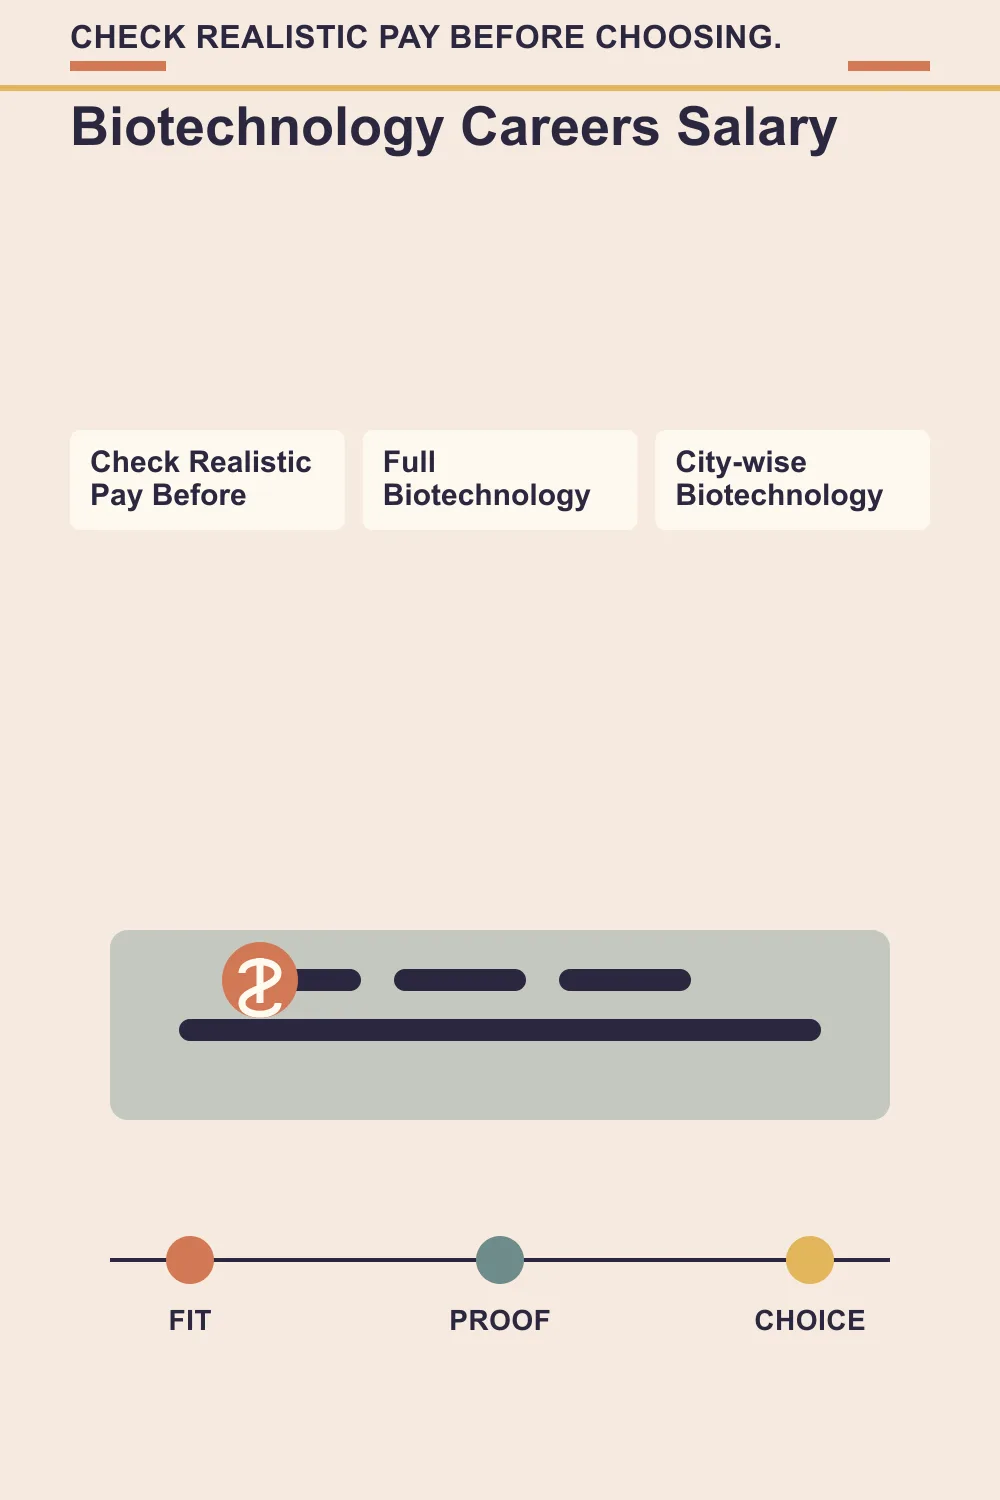 CHECK REALISTIC PAY BEFORE CHOOSING.
Biotechnology Careers Salary
Check Realistic
Pay Before
Full
Biotechnology
City-wise
Biotechnology
FIT
PROOF
CHOICE